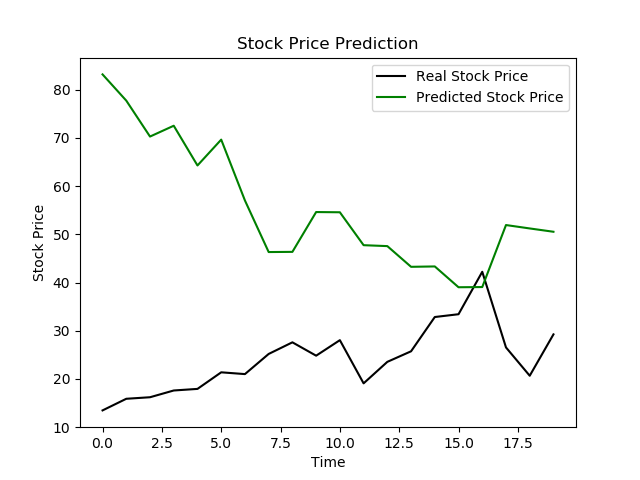 Stock Price Prediction
Real Stock Price
Predicted Stock Price
80
70
60
50
40
30
20
10
Stock Price
0.0 2.5 5.0 7.5 10.0 12.5 15.0 17.5
Time